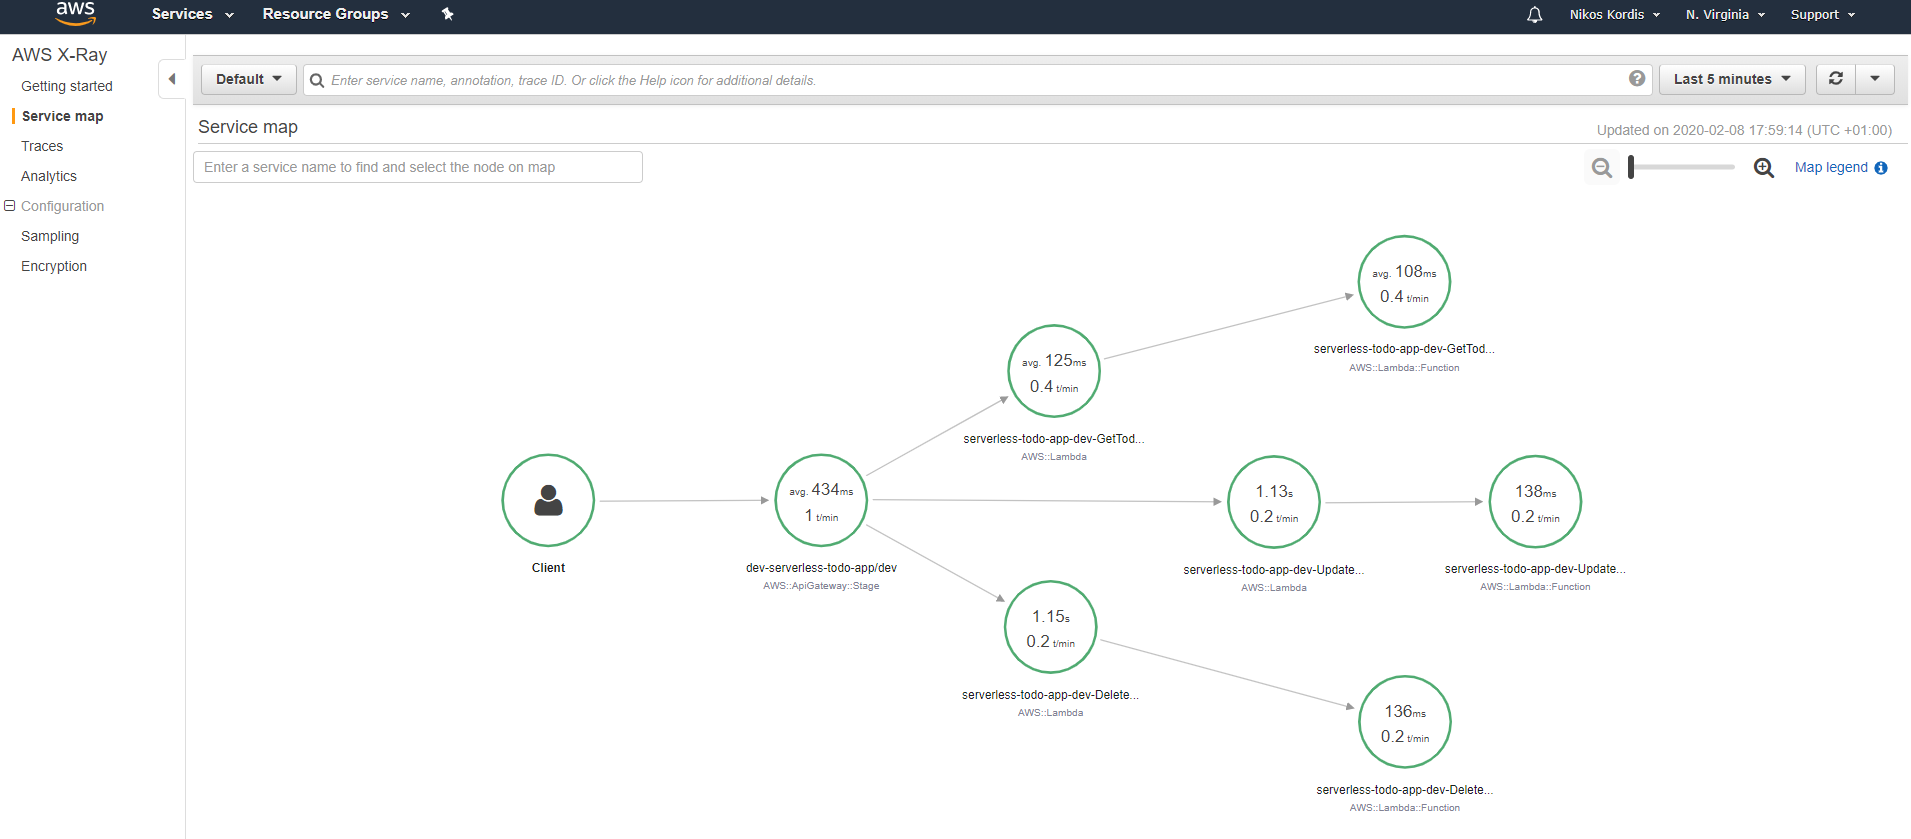 aws
Services
Resource Groups
Nikos Kordis
N. Virginia
Support
AWS X-Ray
Getting started
Service map
Traces
Analytics
Configuration
Sampling
Encryption
Default
Enter service name, annotation, trace ID. Or click the Help icon for additional details.
?
Last 5 minutes
Service map
Updated on 2020-02-08 17:59:14 (UTC +01:00)
Enter a service name to find and select the node on map
Map legend i
avg. 108ms
0.4 t/min
serverless-todo-app-dev-GetTod...
AWS::Lambda::Function
avg. 125ms
0.4 t/min
serverless-todo-app-dev-GetTod...
AWS::Lambda
Client
avg. 434ms
1 t/min
dev-serverless-todo-app/dev
AWS::ApiGateway::Stage
1.13s
0.2 t/min
serverless-todo-app-dev-Update...
AWS::Lambda
138ms
0.2 t/min
serverless-todo-app-dev-Update...
AWS::Lambda::Function
1.15s
0.2 t/min
serverless-todo-app-dev-Delete...
AWS::Lambda
136ms
0.2 t/min
serverless-todo-app-dev-Delete...
AWS::Lambda::Function